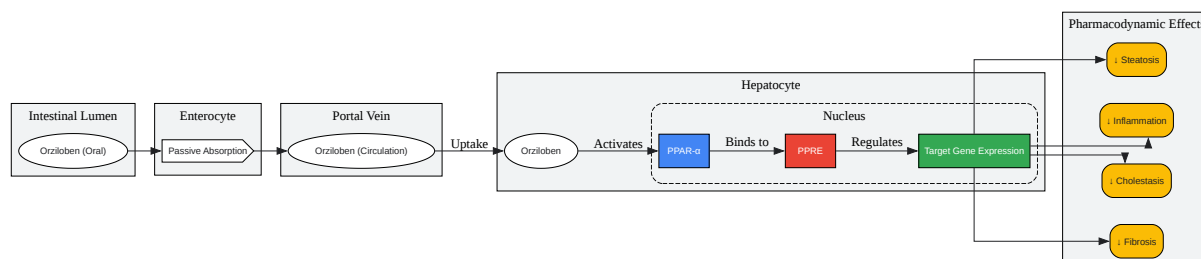 Pharmacodynamic Effects
↓ Steatosis
Hepatocyte
Intestinal Lumen
Enterocyte
Portal Vein
Nucleus
↓ Inflammation
Orziloben (Oral)
Passive Absorption
Orziloben (Circulation)
Uptake
Orziloben
Activates
PPAR-α
Binds to
PPRE
Regulates
Target Gene Expression
↓ Cholestasis
↓ Fibrosis